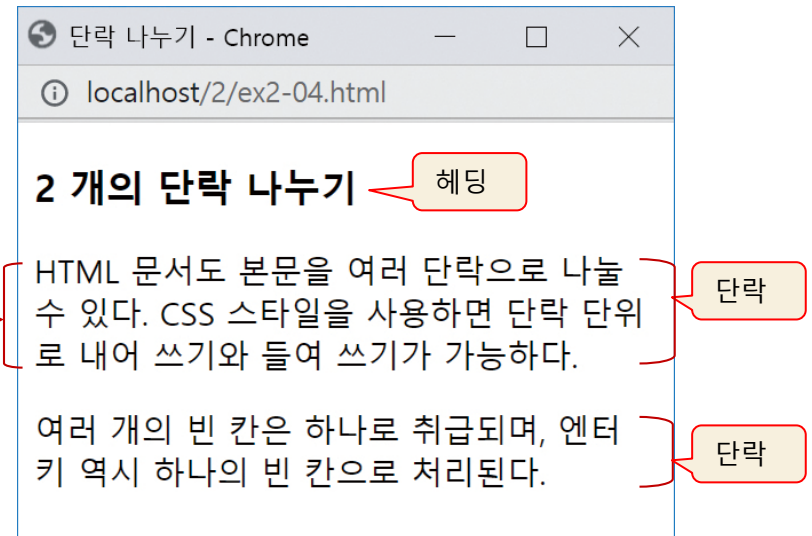 단락 나누기 - Chrome
localhost/2/ex2-04.html
2 개의 단락 나누기
헤딩
HTML 문서도 본문을 여러 단락으로 나눌
수 있다. CSS 스타일을 사용하면 단락 단위
로 내어 쓰기와 들여 쓰기가 가능하다.
단락
여러 개의 빈 칸은 하나로 취급되며, 엔터
키 역시 하나의 빈 칸으로 처리된다.
단락